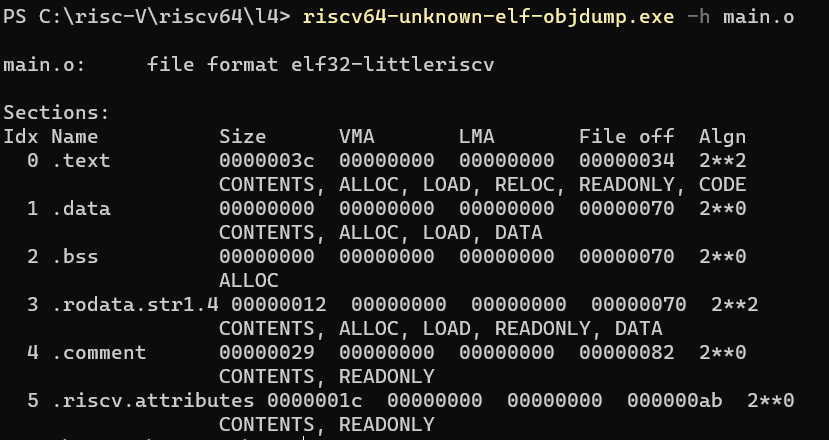 PS C:\risc-V\riscv64\l4> riscv64-unknown-elf-objdump.exe -h main.o
main.o:     file format elf32-littleriscv
Sections:
Idx Name          Size      VMA       LMA       File off  Algn
  0 .text         0000003c  00000000  00000000  00000034  2**2
                  CONTENTS, ALLOC, LOAD, RELOC, READONLY, CODE
  1 .data         00000000  00000000  00000000  00000070  2**0
                  CONTENTS, ALLOC, LOAD, DATA
  2 .bss          00000000  00000000  00000000  00000070  2**0
                  ALLOC
  3 .rodata.str1.4 00000012  00000000  00000000  00000070  2**2
                  CONTENTS, ALLOC, LOAD, READONLY, DATA
  4 .comment      00000029  00000000  00000000  00000082  2**0
                  CONTENTS, READONLY
  5 .riscv.attributes 0000001c  00000000  00000000  000000ab  2**0
                  CONTENTS, READONLY